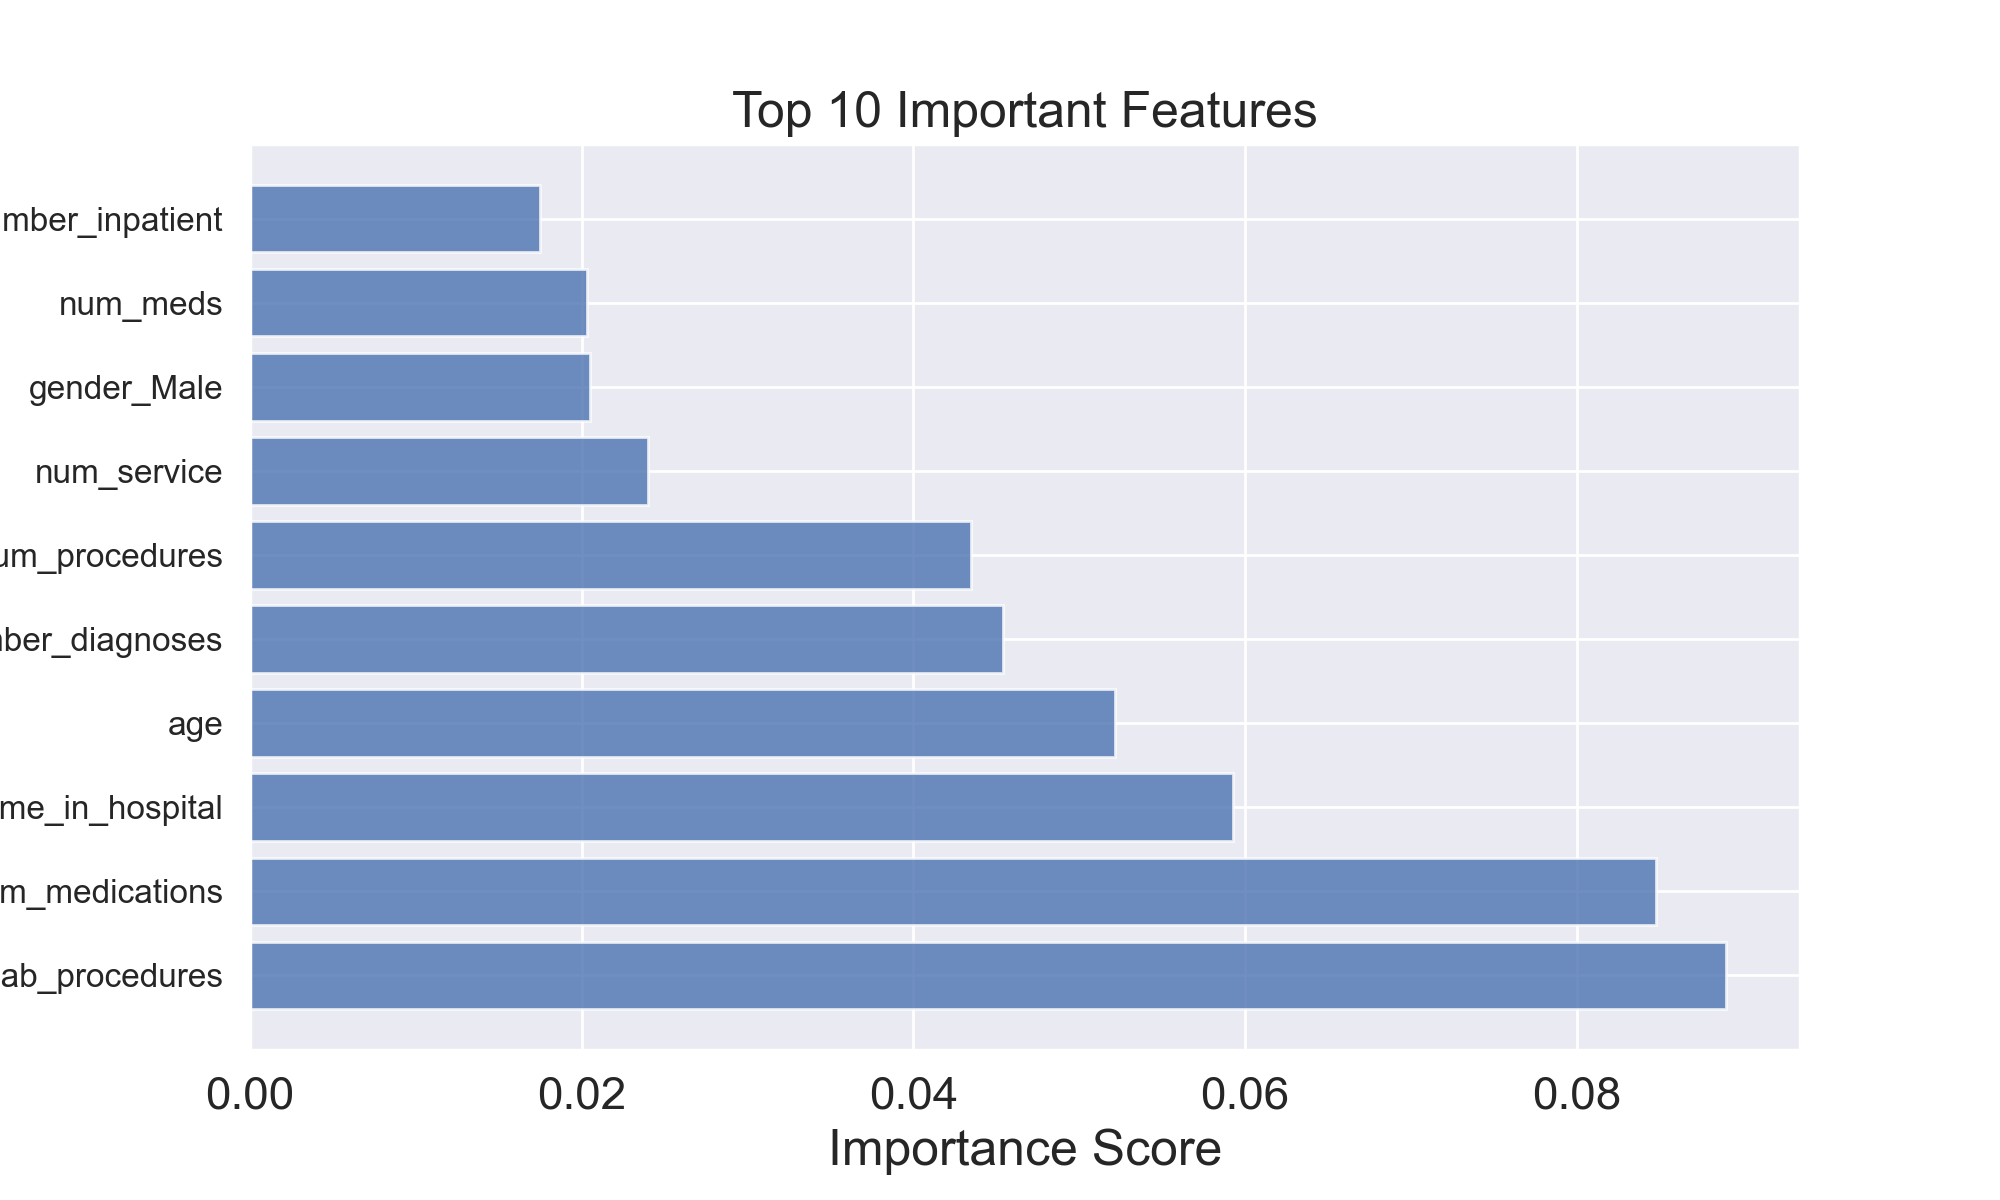 Top 10 Important Features
mber_inpatient
num_meds
gender_Male
num_service
um_procedures
ber_diagnoses
age
me_in_hospital
m_medications
ab_procedures
0.00 0.02 0.04 0.06 0.08
Importance Score